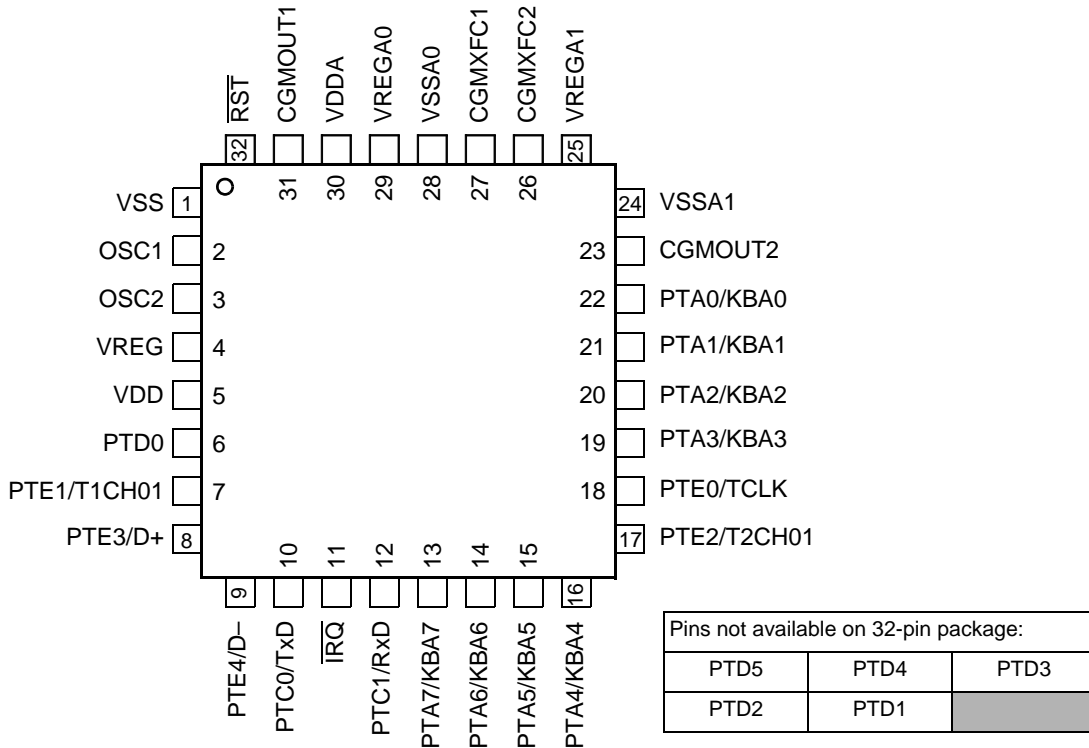 RST
CGMOUT1
VDDA
VREGA0
VSSA0
CGMXFC1
CGMXFC2
VREGA1
32
31
30
29
28
27
26
25
VSS 1
OSC1 2
OSC2 3
VREG 4
VDD 5
PTD0 6
PTE1/T1CH01 7
PTE3/D+ 8
24 VSSA1
23 CGMOUT2
22 PTA0/KBA0
21 PTA1/KBA1
20 PTA2/KBA2
19 PTA3/KBA3
18 PTE0/TCLK
17 PTE2/T2CH01
9
10
11
12
13
14
15
16
PTE4/D–
PTC0/TxD
IRQ
PTC1/RxD
PTA7/KBA7
PTA6/KBA6
PTA5/KBA5
PTA4/KBA4
Pins not available on 32-pin package:
PTD5 PTD4 PTD3
PTD2 PTD1